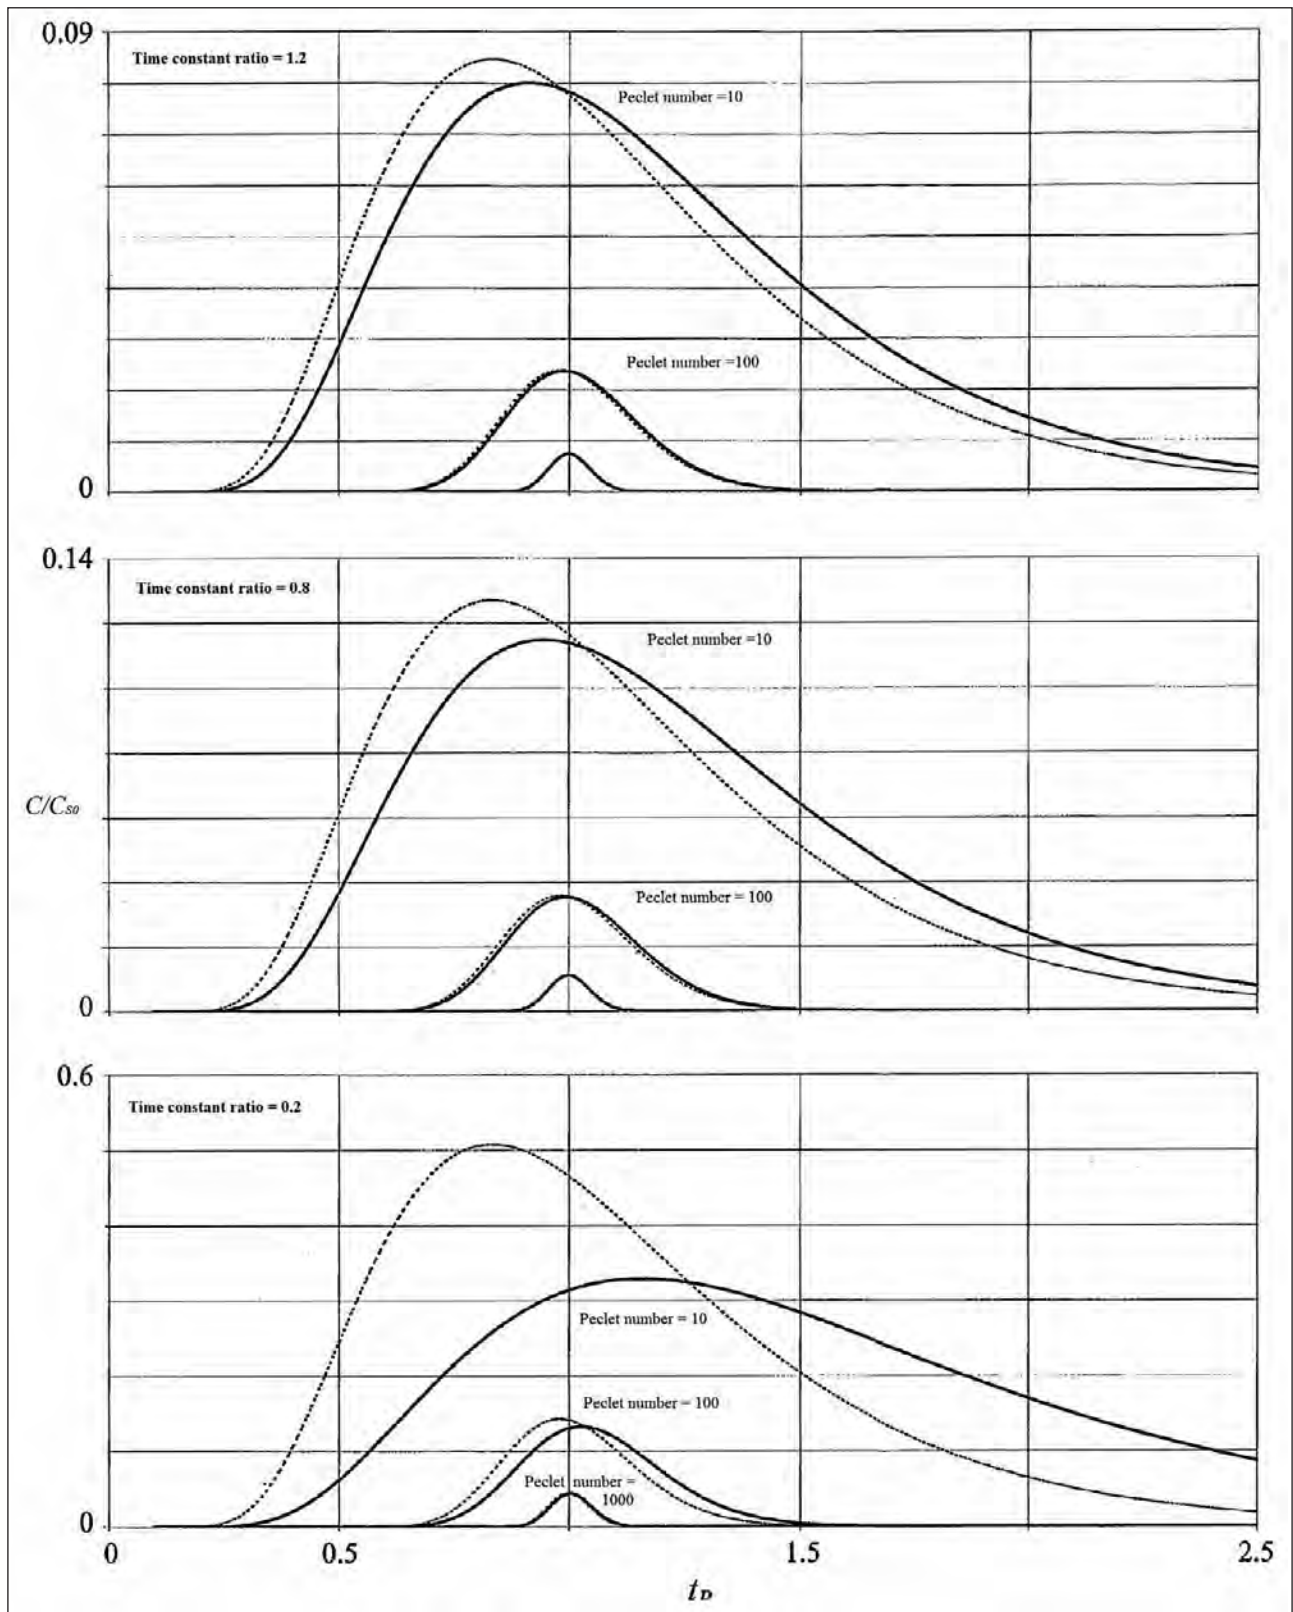 0.09
Time constant ratio = 1.2
Peclet number =10
Peclet number =100
0
0.14
Time constant ratio = 0.8
Peclet number =10
C/Cso
Peclet number = 100
0
0.6
Time constant ratio = 0.2
Peclet number = 10
Peclet number = 100
Peclet number =
1000
0
0 0.5 1.5 2.5
tD